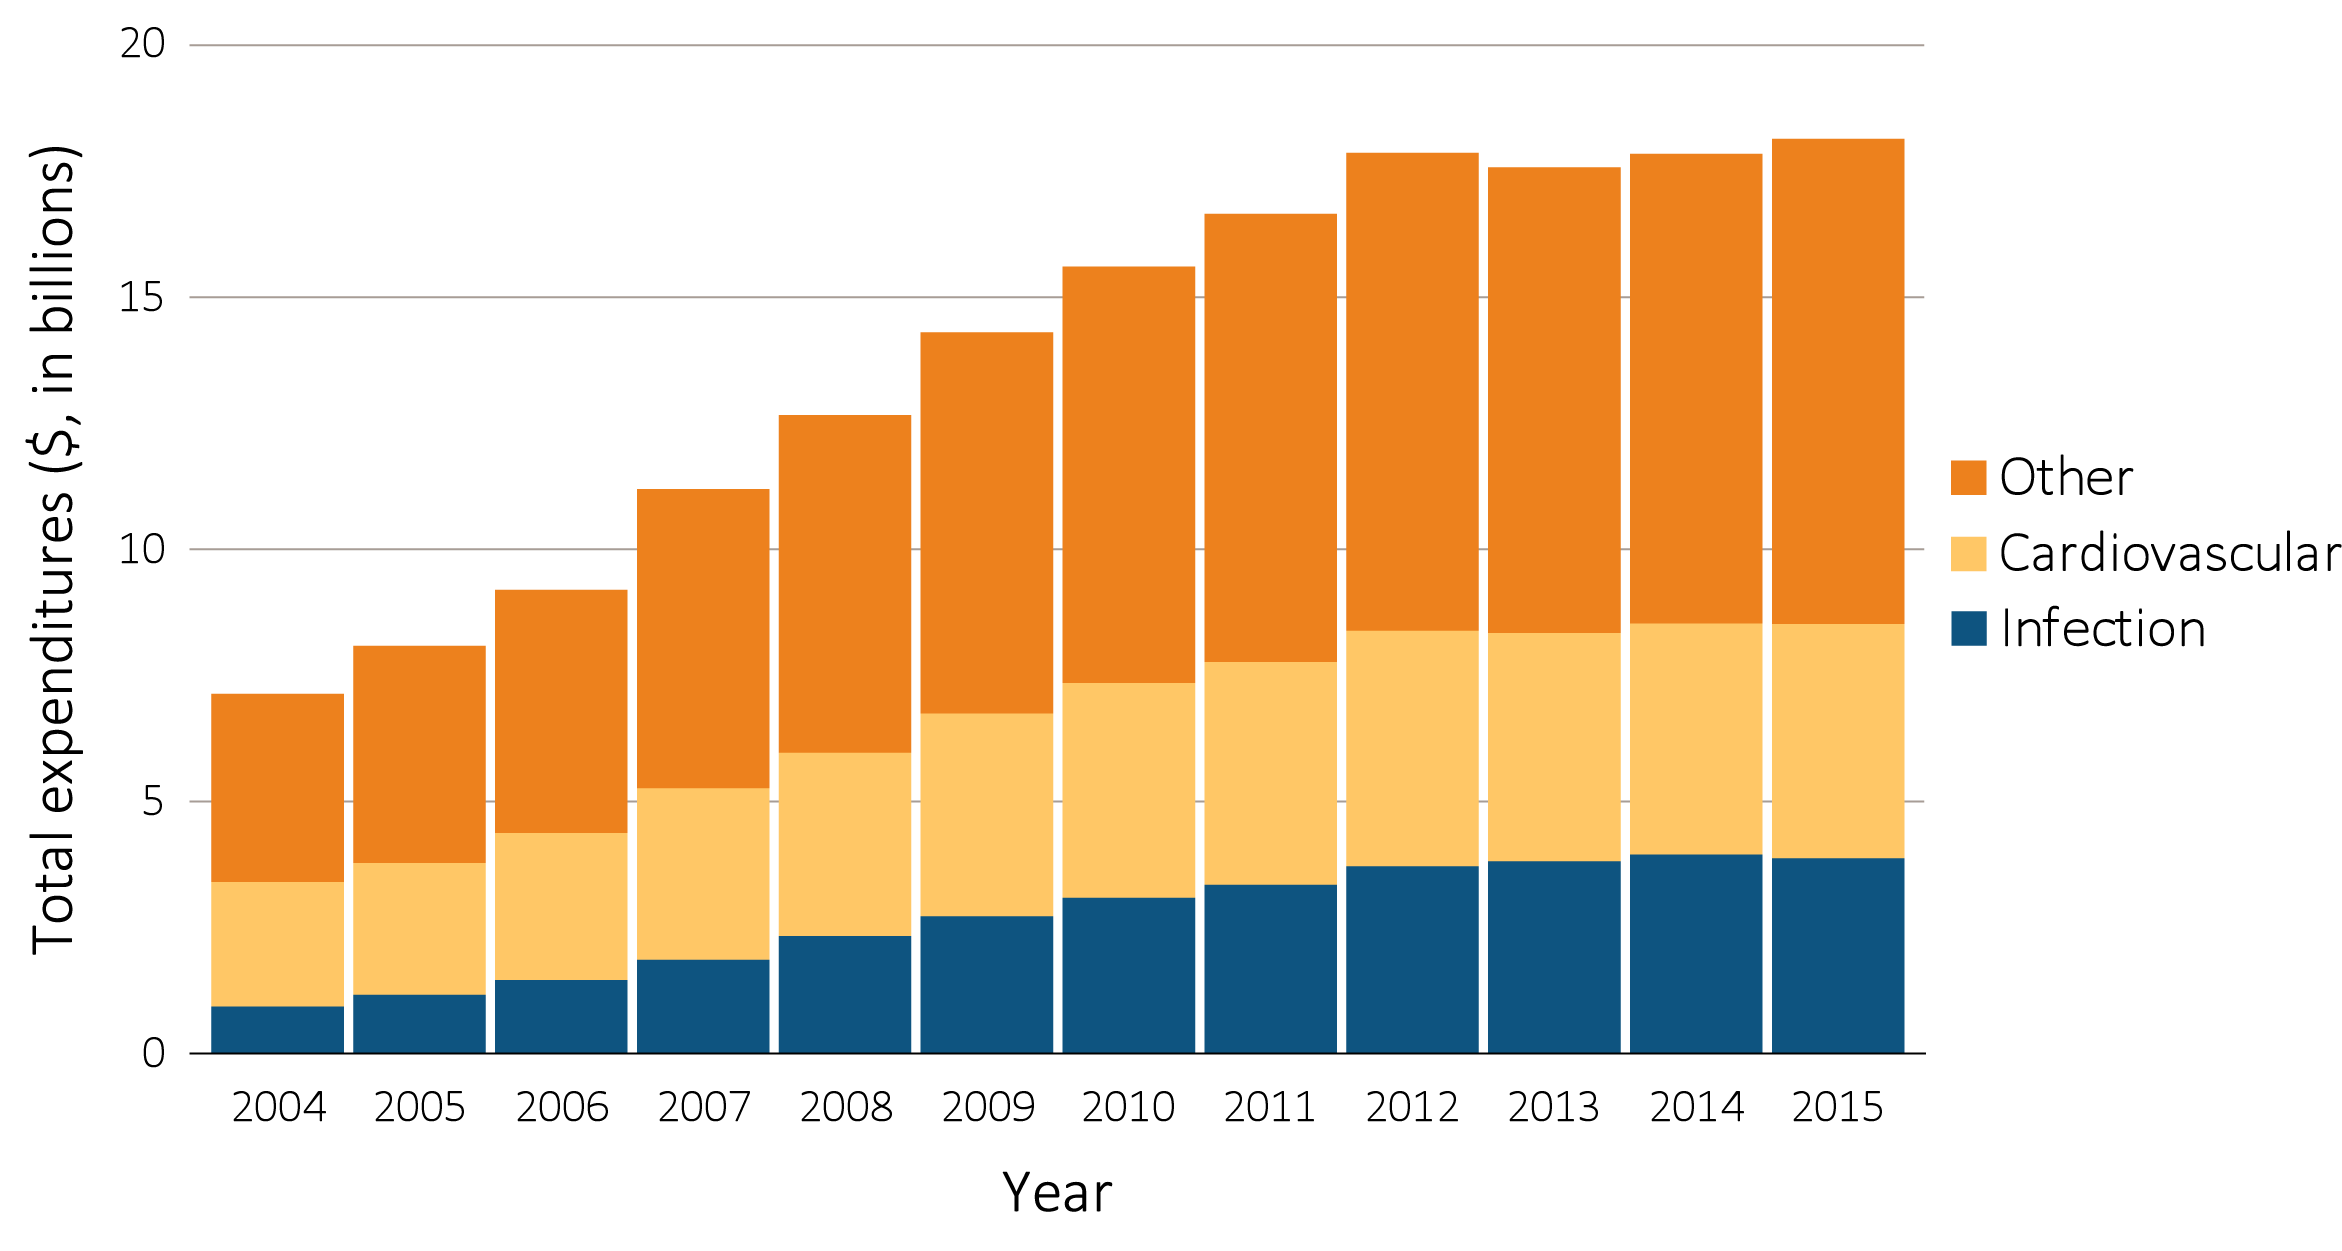 Total expenditures ($, in billions)
20
15
10
5
0
2004 2005 2006 2007 2008 2009 2010 2011 2012 2013 2014 2015
Year
Other
Cardiovascular
Infection